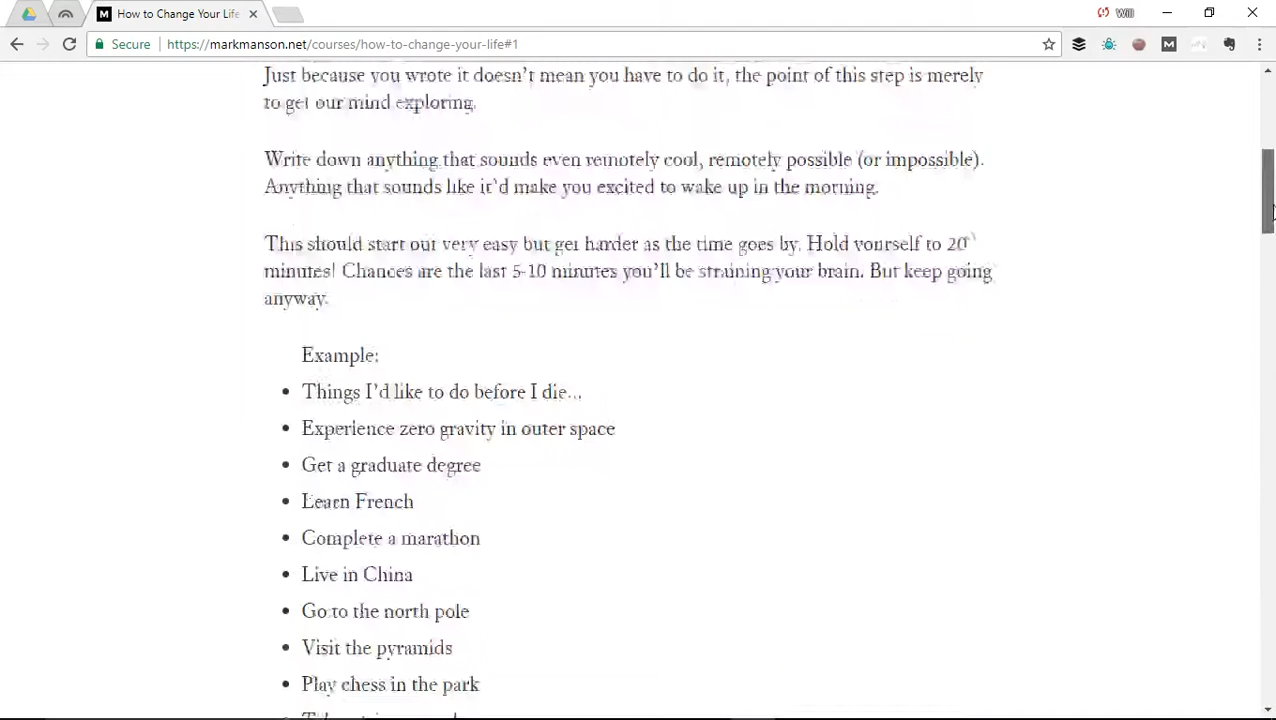 How to Change Your Life
Will
Secure
https://markmanson.net/courses/how-to-change-your-life#1
Just because you wrote it doesn't mean you have to do it, the point of this step is merely
to get our mind exploring.
Write down anything that sounds even remotely cool, remotely possible (or impossible).
Anything that sounds like it'd make you excited to wake up in the morning.
This should start out very easy but get harder as the time goes by. Hold yourself to 20
minutes! Chances are the last 5-10 minutes you'll be straining your brain. But keep going
anyway.
Example:
• Things I'd like to do before I die...
• Experience zero gravity in outer space
• Get a graduate degree
• Learn French
• Complete a marathon
• Live in China
• Go to the north pole
• Visit the pyramids
• Play chess in the park